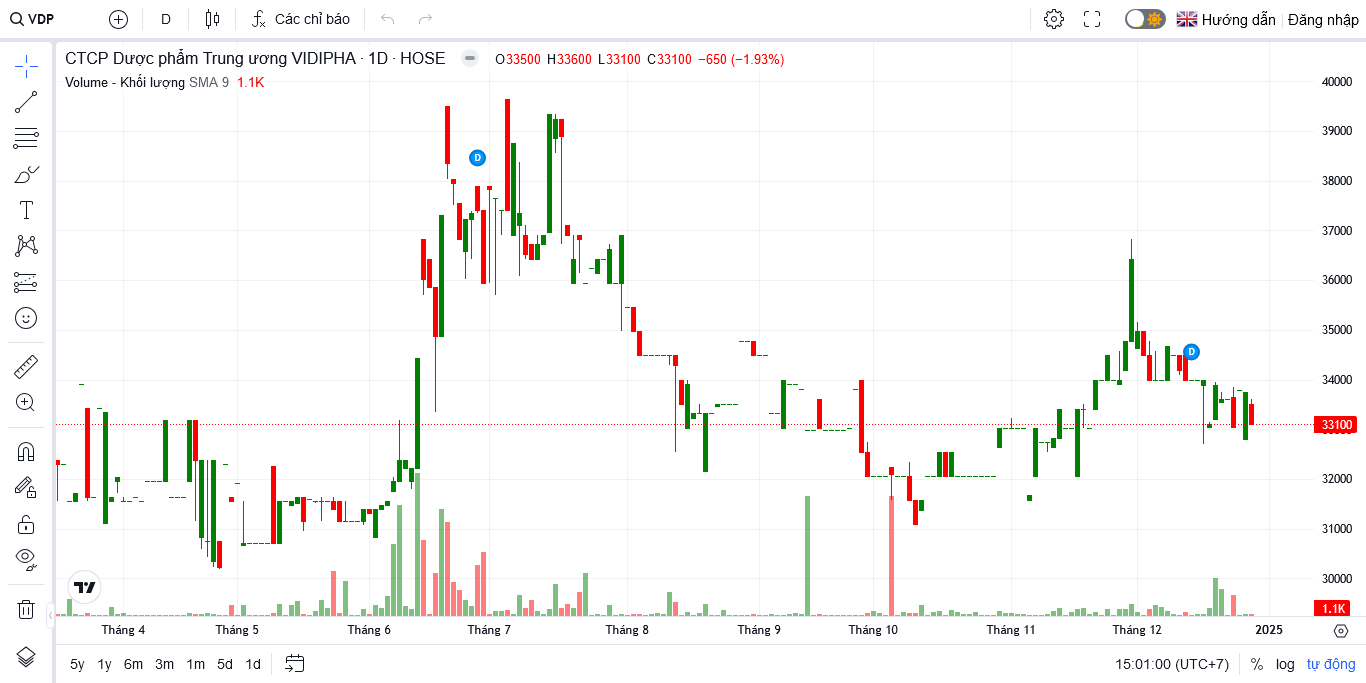 VDP D Các chỉ báo Hướng dẫn Đăng nhập
CTCP Dược phẩm Trung ương VIDIPHA · 1D · HOSE O33500 H33600 L33100 C33100 −650 (−1.93%)
Volume - Khối lượng SMA 9 1.1K
40000
39000
D
38000
37000
36000
35000
D
34000
33100
32000
31000
30000
1.1K
Tháng 4 Tháng 5 Tháng 6 Tháng 7 Tháng 8 Tháng 9 Tháng 10 Tháng 11 Tháng 12 2025
5y 1y 6m 3m 1m 5d 1d 15:01:00 (UTC+7) % log tự động